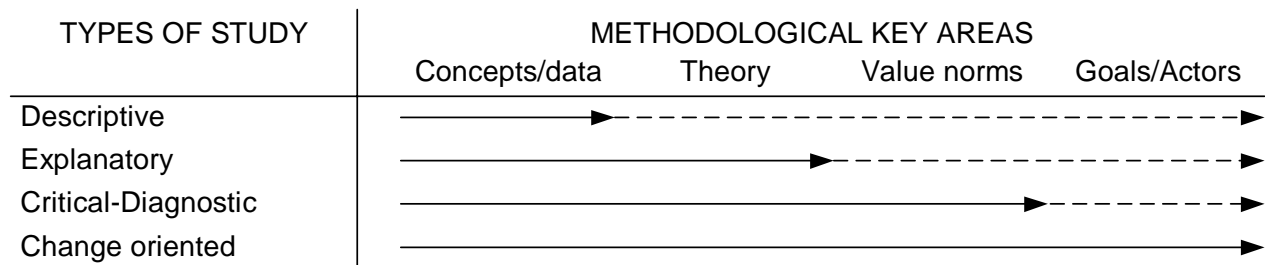 TYPES OF STUDY METHODOLOGICAL KEY AREAS
Concepts/data Theory Value norms Goals/Actors
Descriptive
Explanatory
Critical-Diagnostic
Change oriented